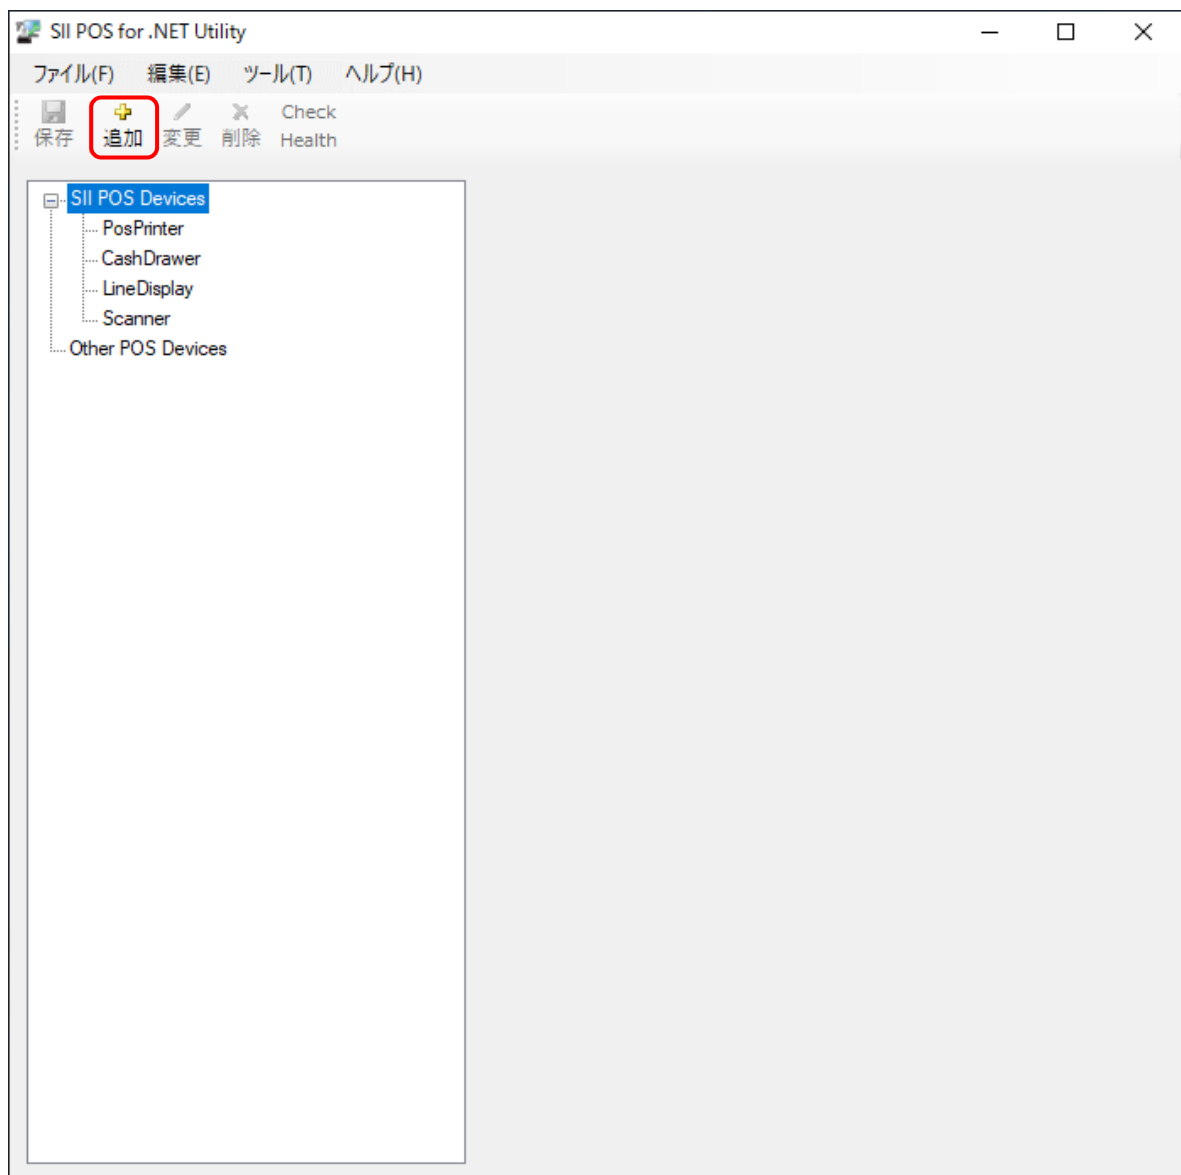 SII POS for .NET Utility
ファイル(F) 編集(E) ツール(T) ヘルプ(H)
保存 追加 変更 削除 Check Health
SII POS Devices
PosPrinter
CashDrawer
LineDisplay
Scanner
Other POS Devices